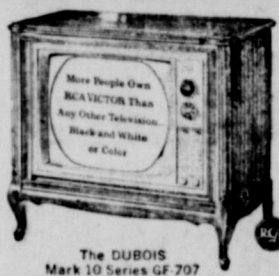 More People Own
RCA VICTOR Than
Any Other Television
Black and White
or Color
The DUBOIS
Mark 10 Series GF-707